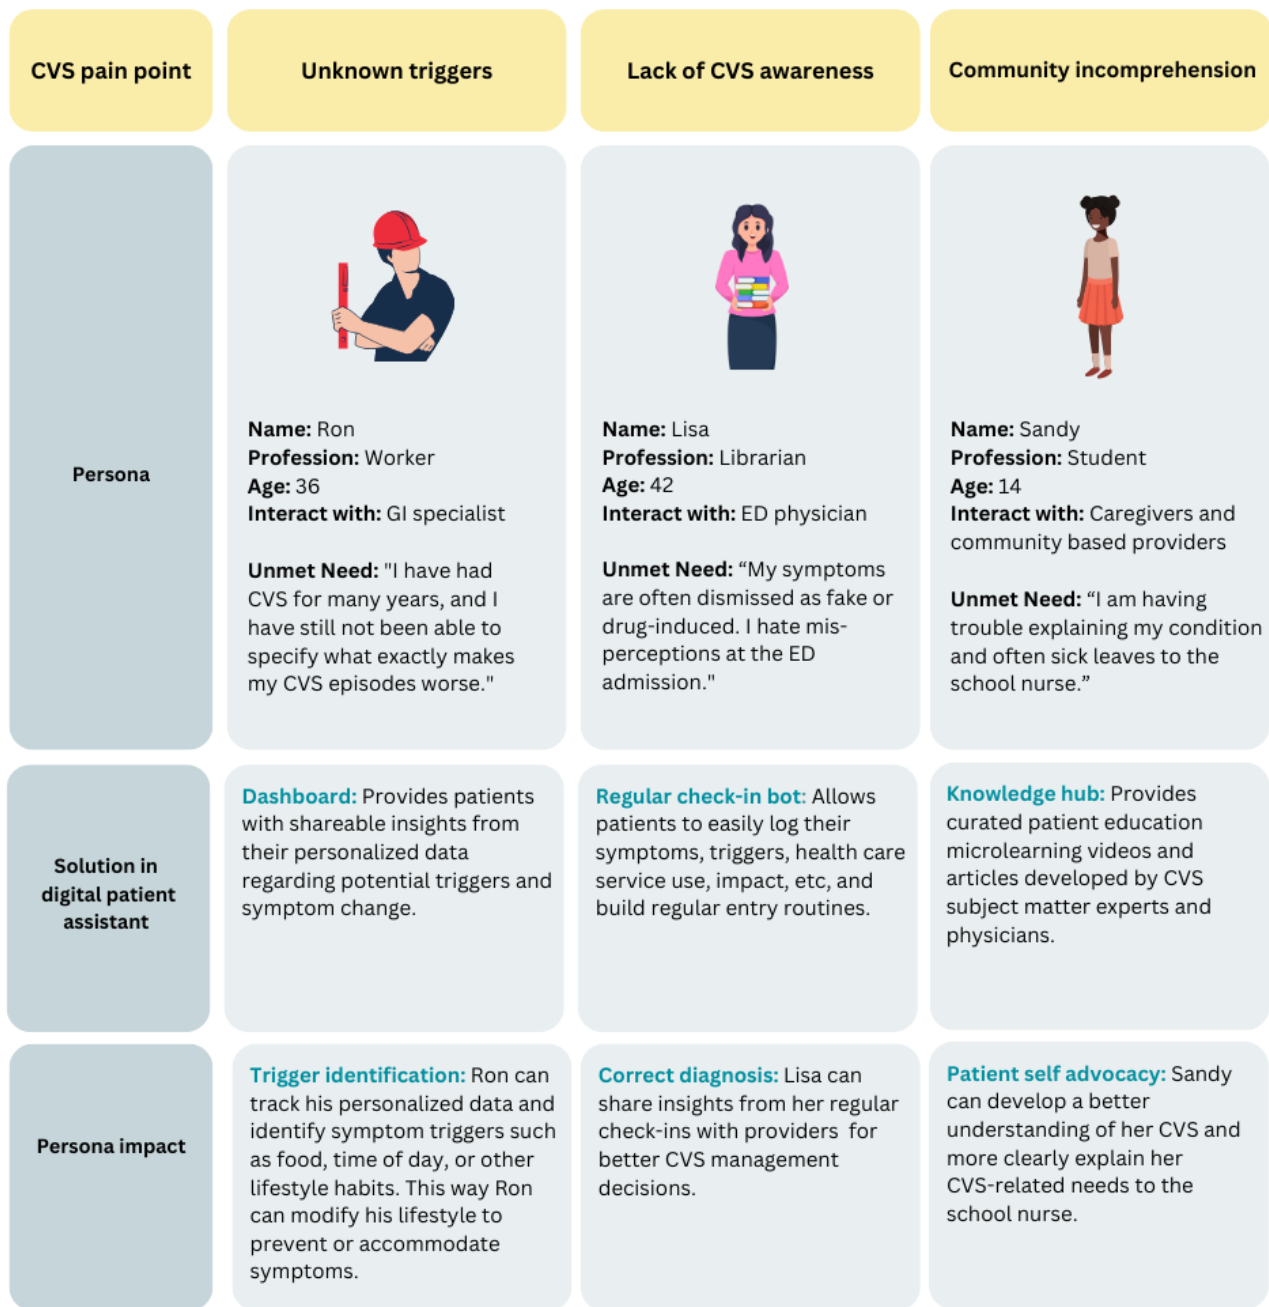 CVS pain point
Unknown triggers
Lack of CVS awareness
Community incomprehension
Persona
Name: Ron
Profession: Worker
Age: 36
Interact with: GI specialist
Unmet Need: "I have had
CVS for many years, and I
have still not been able to
specify what exactly makes
my CVS episodes worse."
Name: Lisa
Profession: Librarian
Age: 42
Interact with: ED physician
Unmet Need: “My symptoms
are often dismissed as fake or
drug-induced. I hate mis-
perceptions at the ED
admission."
Name: Sandy
Profession: Student
Age: 14
Interact with: Caregivers and
community based providers
Unmet Need: “I am having
trouble explaining my condition
and often sick leaves to the
school nurse.”
Solution in
digital patient
assistant
Dashboard: Provides patients
with shareable insights from
their personalized data
regarding potential triggers and
symptom change.
Regular check-in bot: Allows
patients to easily log their
symptoms, triggers, health care
service use, impact, etc, and
build regular entry routines.
Knowledge hub: Provides
curated patient education
microlearning videos and
articles developed by CVS
subject matter experts and
physicians.
Persona impact
Trigger identification: Ron can
track his personalized data and
identify symptom triggers such
as food, time of day, or other
lifestyle habits. This way Ron
can modify his lifestyle to
prevent or accommodate
symptoms.
Correct diagnosis: Lisa can
share insights from her regular
check-ins with providers for
better CVS management
decisions.
Patient self advocacy: Sandy
can develop a better
understanding of her CVS and
more clearly explain her
CVS-related needs to the
school nurse.